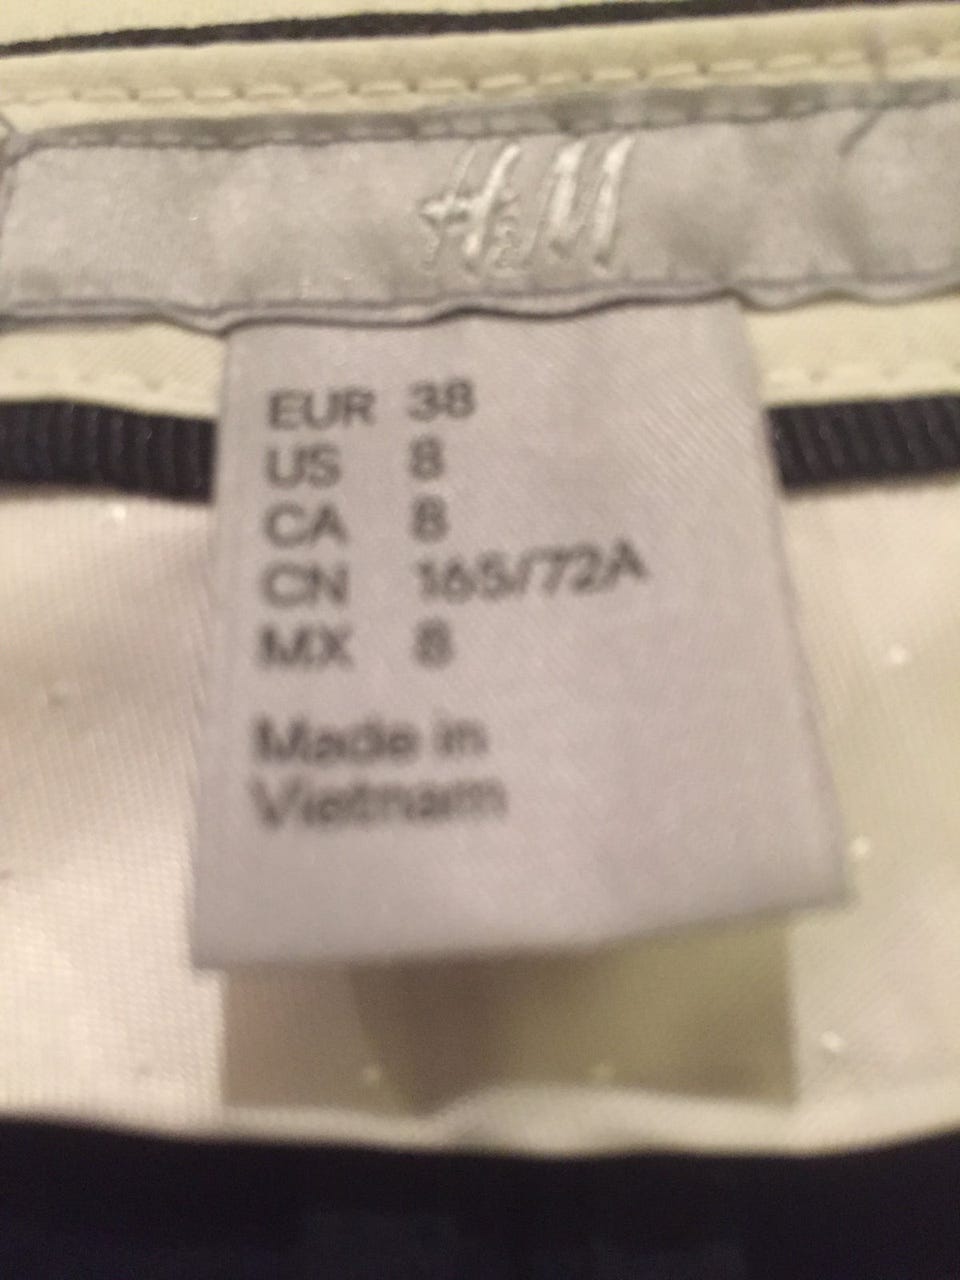 H&M
EUR 38
US 8
CA 8
CN 165/72A
MX 8
Made in
Vietnam